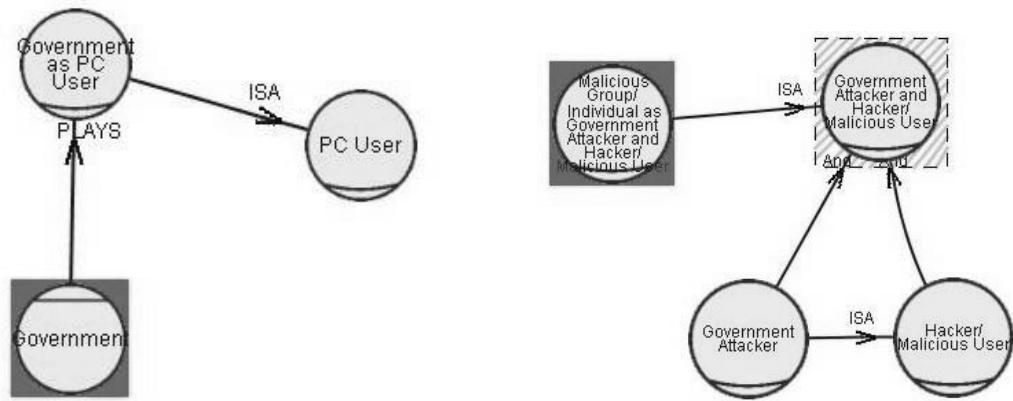 Government
as PC
User
ISA
PLAYS
PC User
Government
Malicious
Group/
Individual as
Government
Attacker and
Hacker/
Malicious User
ISA
Government
Attacker and
Hacker/
Malicious User
And
And
Government
Attacker
ISA
Hacker/
Malicious User